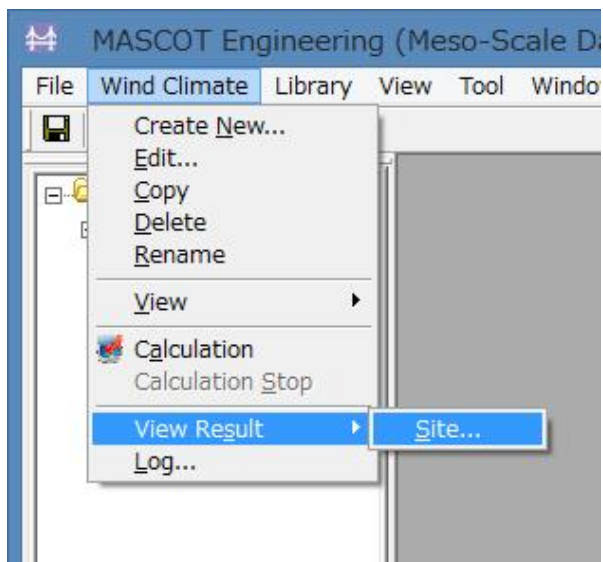 MASCOT Engineering (Meso-Scale Da
File Wind Climate Library View Tool Windo
Create New...
Edit...
Copy
Delete
Rename
View
Calculation
Calculation Stop
View Result Site...
Log...